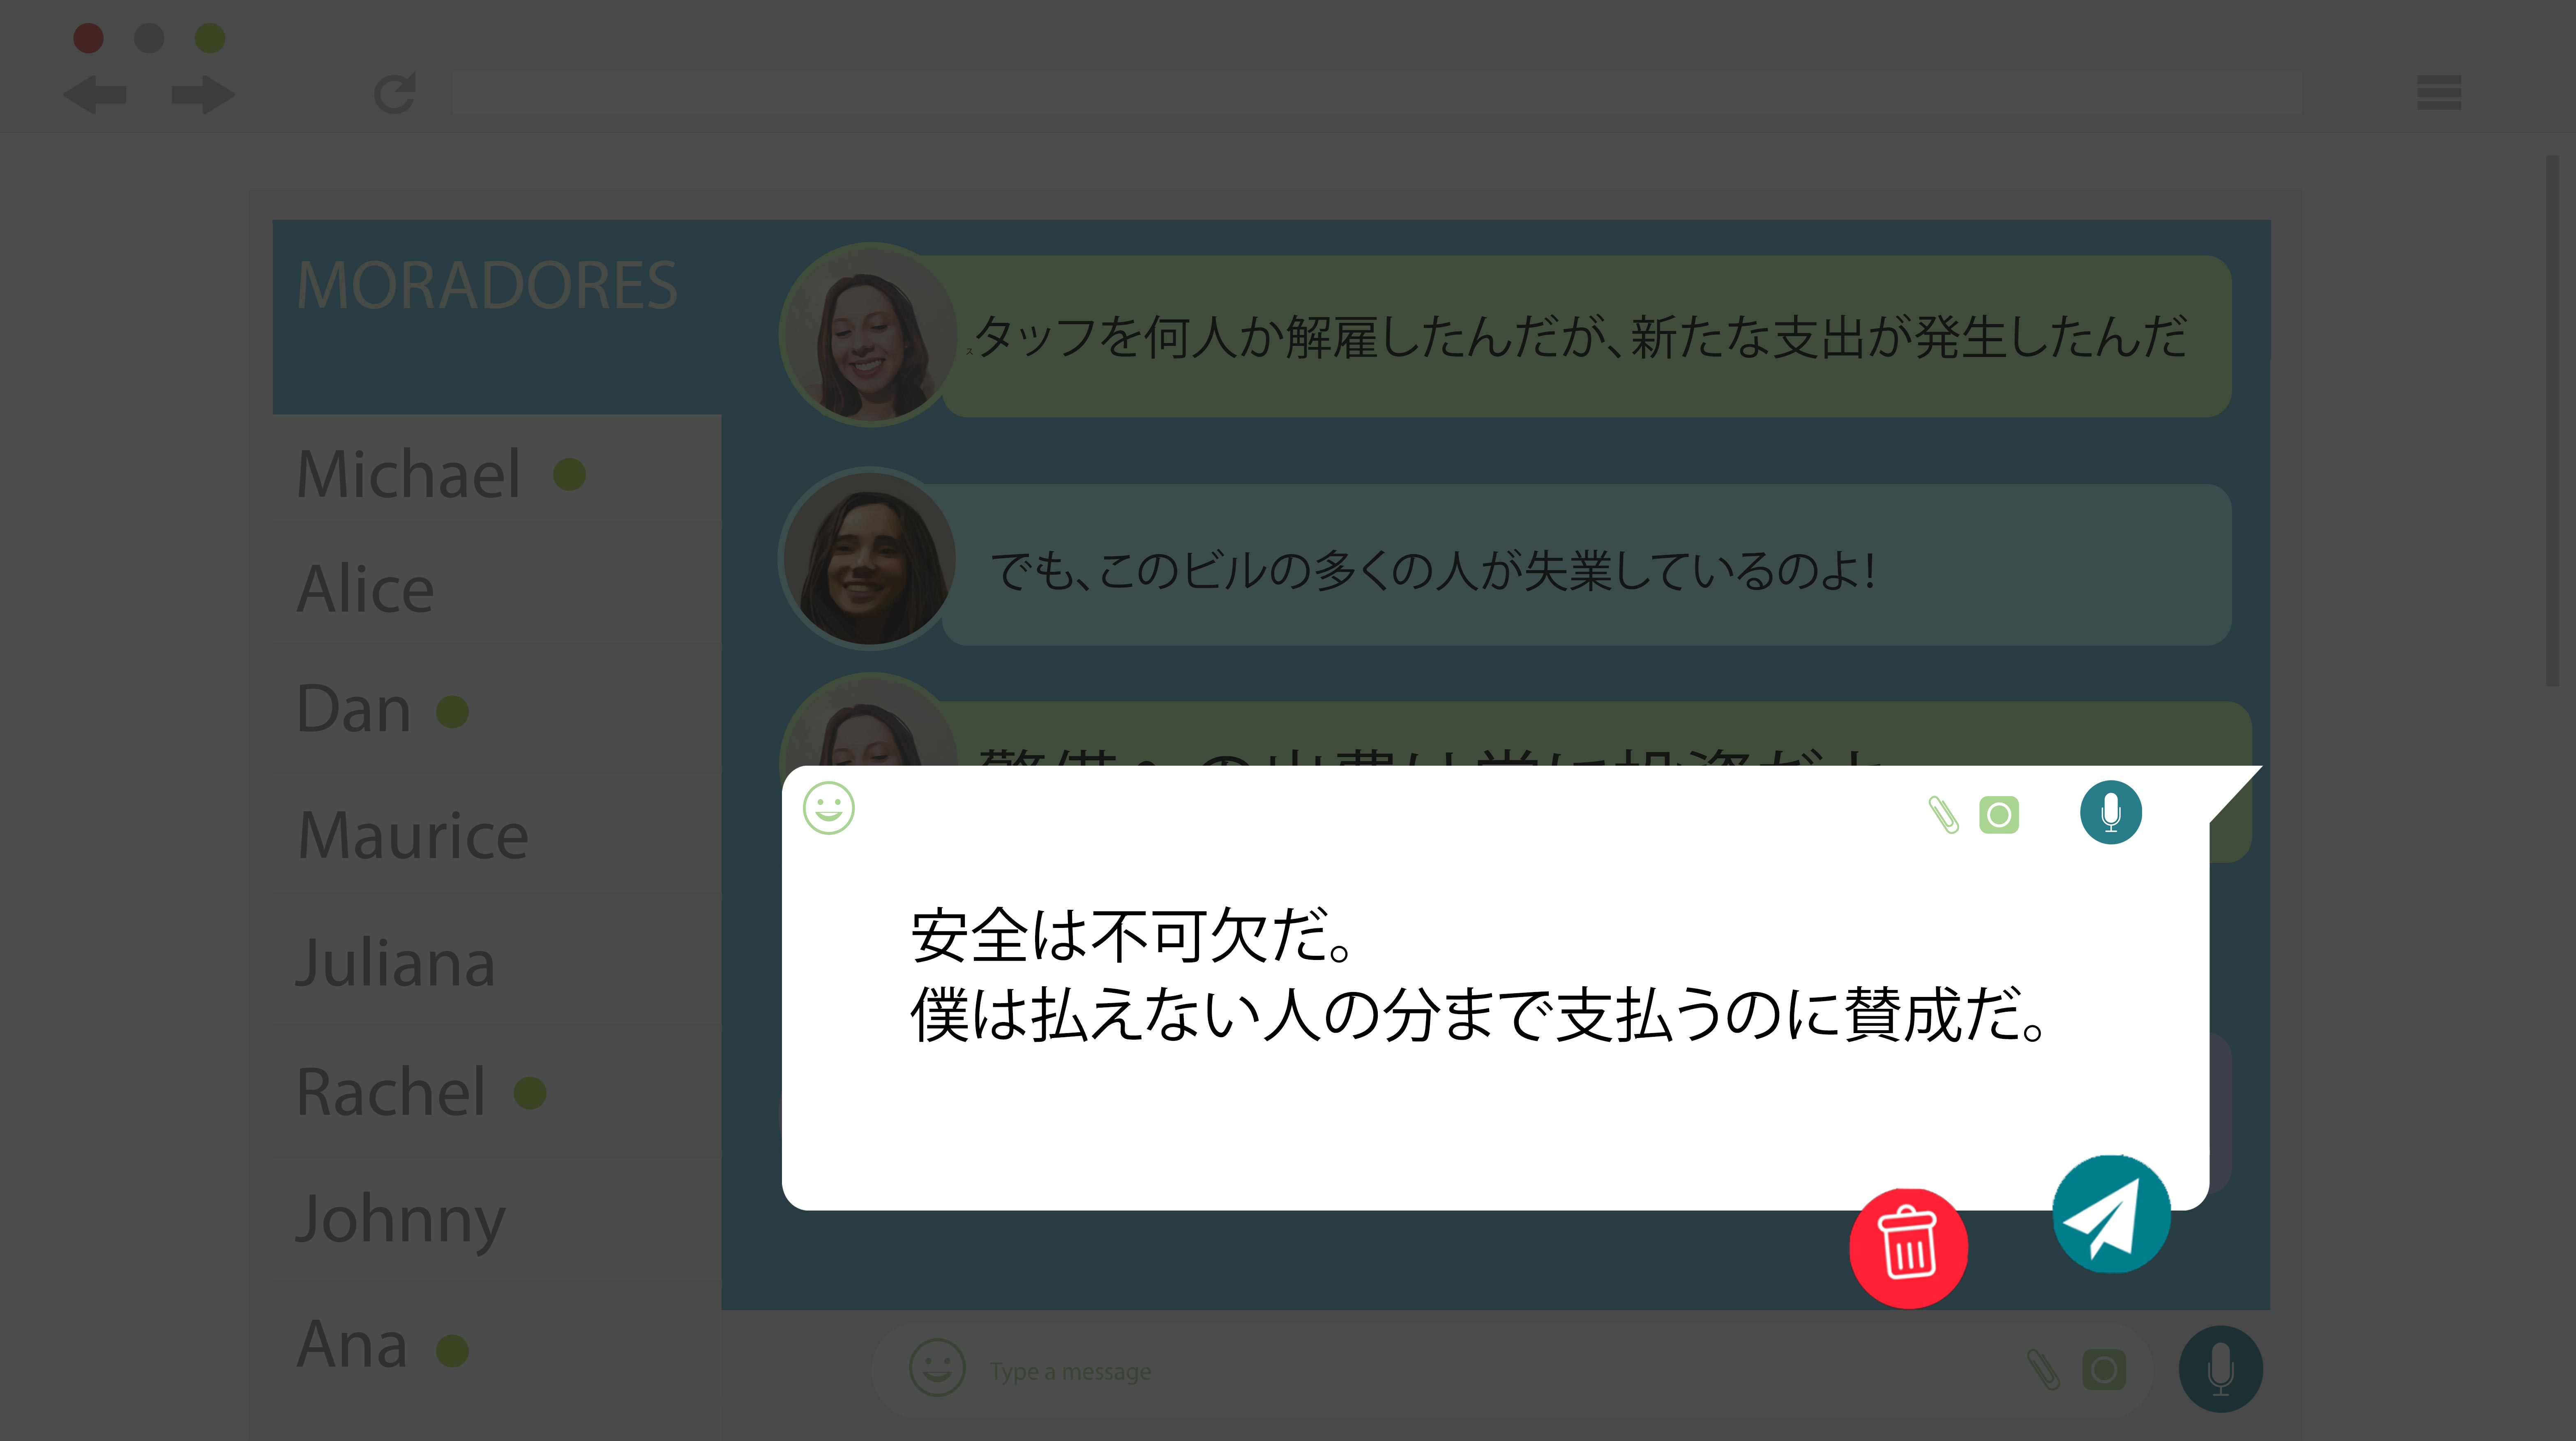 MORADORES
Michael
Alice
Dan
Maurice
Juliana
Rachel
Johnny
Ana
スタッフを何人か解雇したんだが、新たな支出が発生したんだ
でも、このビルの多くの人が失業しているのよ!
安全は不可欠だ。
僕は払えない人の分まで支払うのに賛成だ。
Type a message